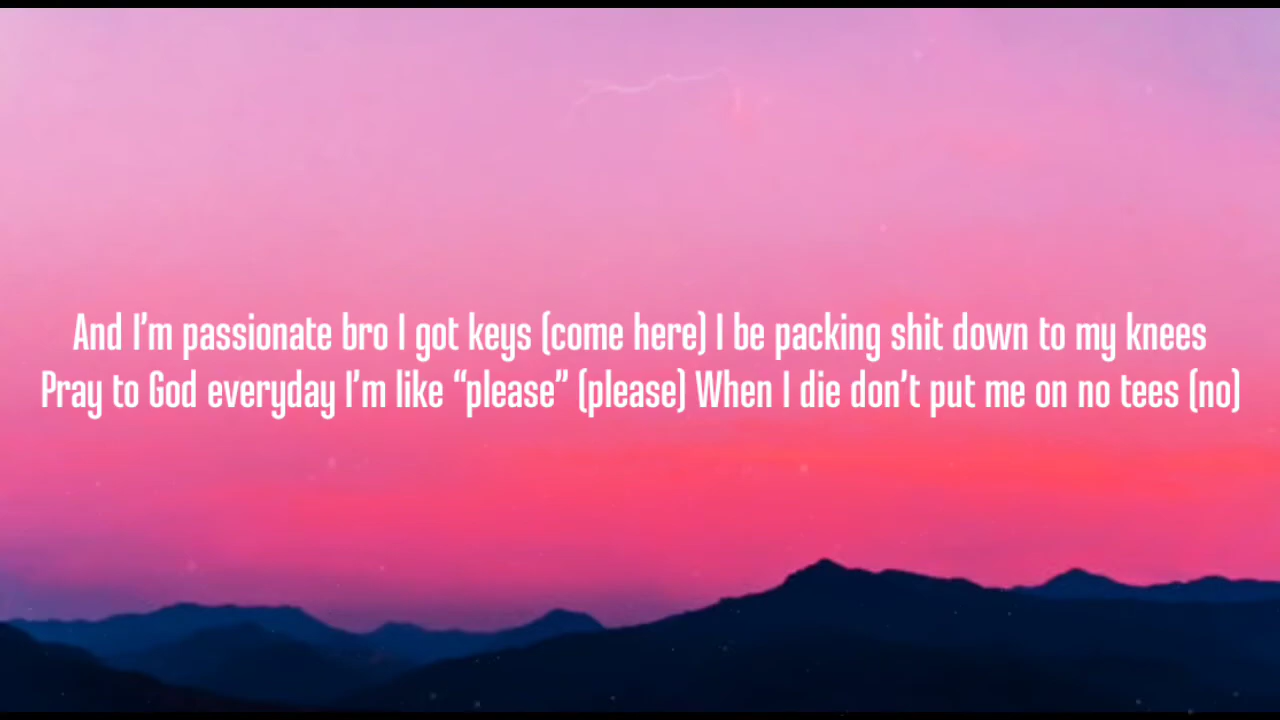 And I’m passionate bro I got keys (come here) I be packing shit down to my knees
Pray to God everyday I’m like “please” (please) When I die don’t put me on no tees (no)